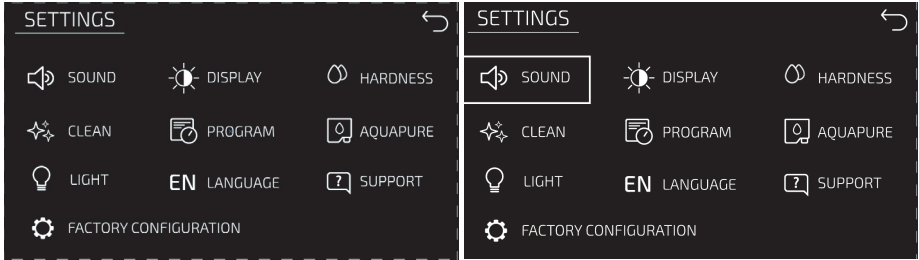 SETTINGS
SOUND DISPLAY HARDNESS
CLEAN PROGRAM AQUAPURE
LIGHT EN LANGUAGE ? SUPPORT
FACTORY CONFIGURATION
SETTINGS
SOUND DISPLAY HARDNESS
CLEAN PROGRAM AQUAPURE
LIGHT EN LANGUAGE ? SUPPORT
FACTORY CONFIGURATION